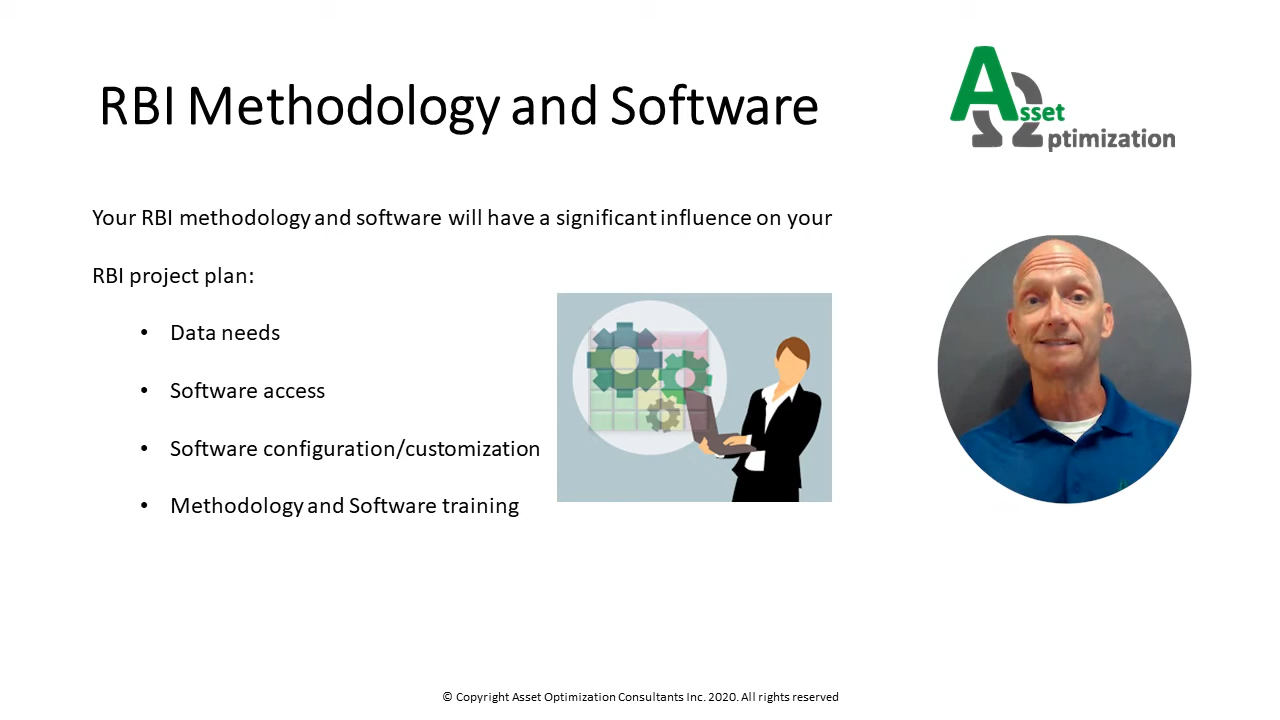 RBI Methodology and Software
Asset
Optimization
Your RBI methodology and software will have a significant influence on your
RBI project plan:
• Data needs
• Software access
• Software configuration/customization
• Methodology and Software training
© Copyright Asset Optimization Consultants Inc. 2020. All rights reserved